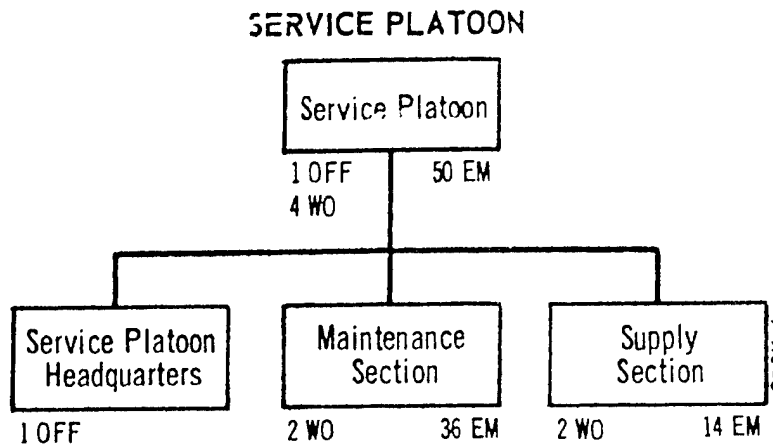 SERVICE PLATOON
Service Platoon
1 OFF 50 EM
4 WO
Service Platoon
Headquarters
1 OFF
Maintenance
Section
2 WO 36 EM
Supply
Section
2 WO 14 EM